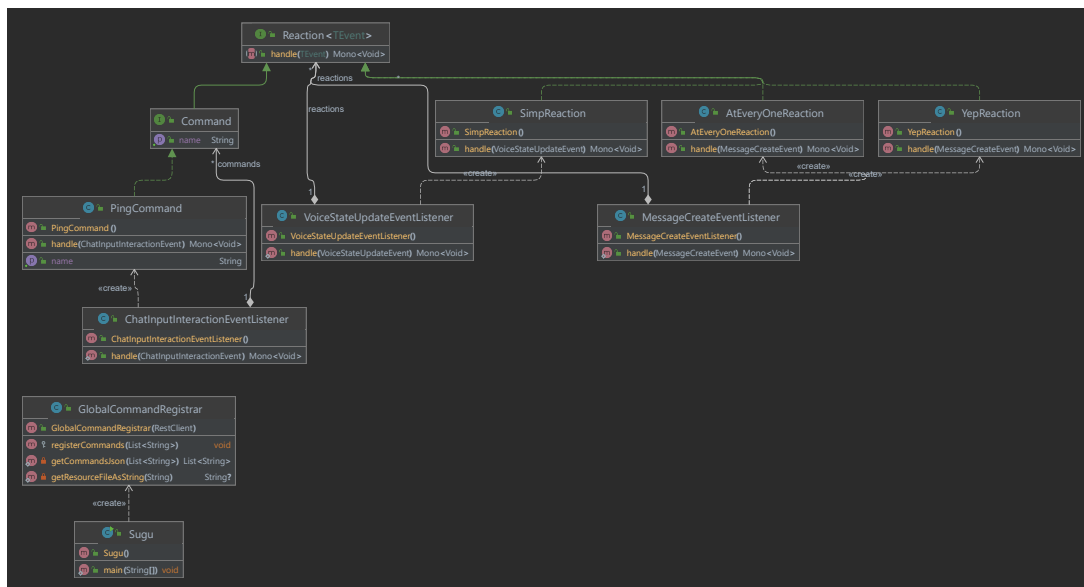 Reaction<TEvent>
handle(TEvent) Mono<Void>
*
*
reactions
reactions
Command
name String
* commands
SimpReaction
SimpReaction()
handle(VoiceStateUpdateEvent) Mono<Void>
AtEveryOneReaction
AtEveryOneReaction()
handle(MessageCreateEvent) Mono<Void>
YepReaction
YepReaction()
handle(MessageCreateEvent) Mono<Void>
«create»
«create»
1
1
PingCommand
PingCommand()
handle(ChatInputInteractionEvent) Mono<Void>
name String
VoiceStateUpdateEventListener
VoiceStateUpdateEventListener()
handle(VoiceStateUpdateEvent) Mono<Void>
MessageCreateEventListener
MessageCreateEventListener()
handle(MessageCreateEvent) Mono<Void>
«create»
1
ChatInputInteractionEventListener
ChatInputInteractionEventListener()
handle(ChatInputInteractionEvent) Mono<Void>
GlobalCommandRegistrar
GlobalCommandRegistrar(RestClient)
registerCommands(List<String>) void
getCommandsJson(List<String>) List<String>
getResourceFileAsString(String) String?
«create»
Sugu
Sugu()
main(String[]) void